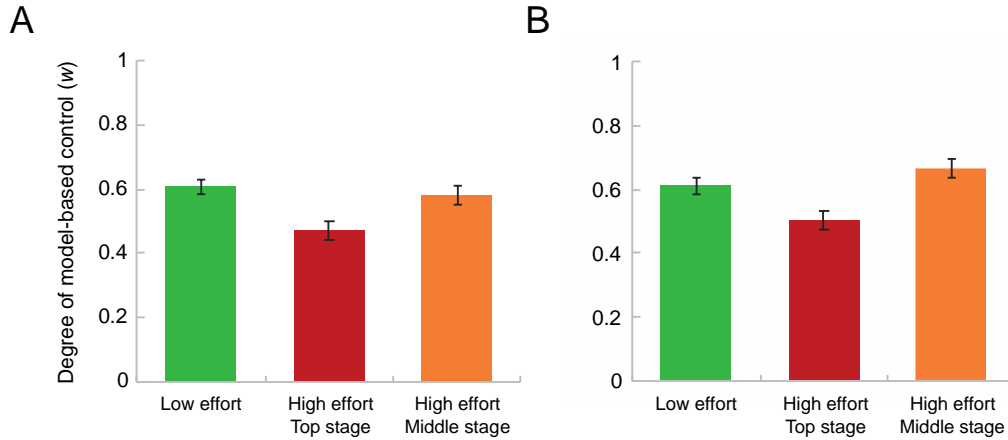 A
B
Degree of model-based control (w)
1
0.8
0.6
0.4
0.2
0
Low effort
High effort
Top stage
High effort
Middle stage
1
0.8
0.6
0.4
0.2
0
Low effort
High effort
Top stage
High effort
Middle stage